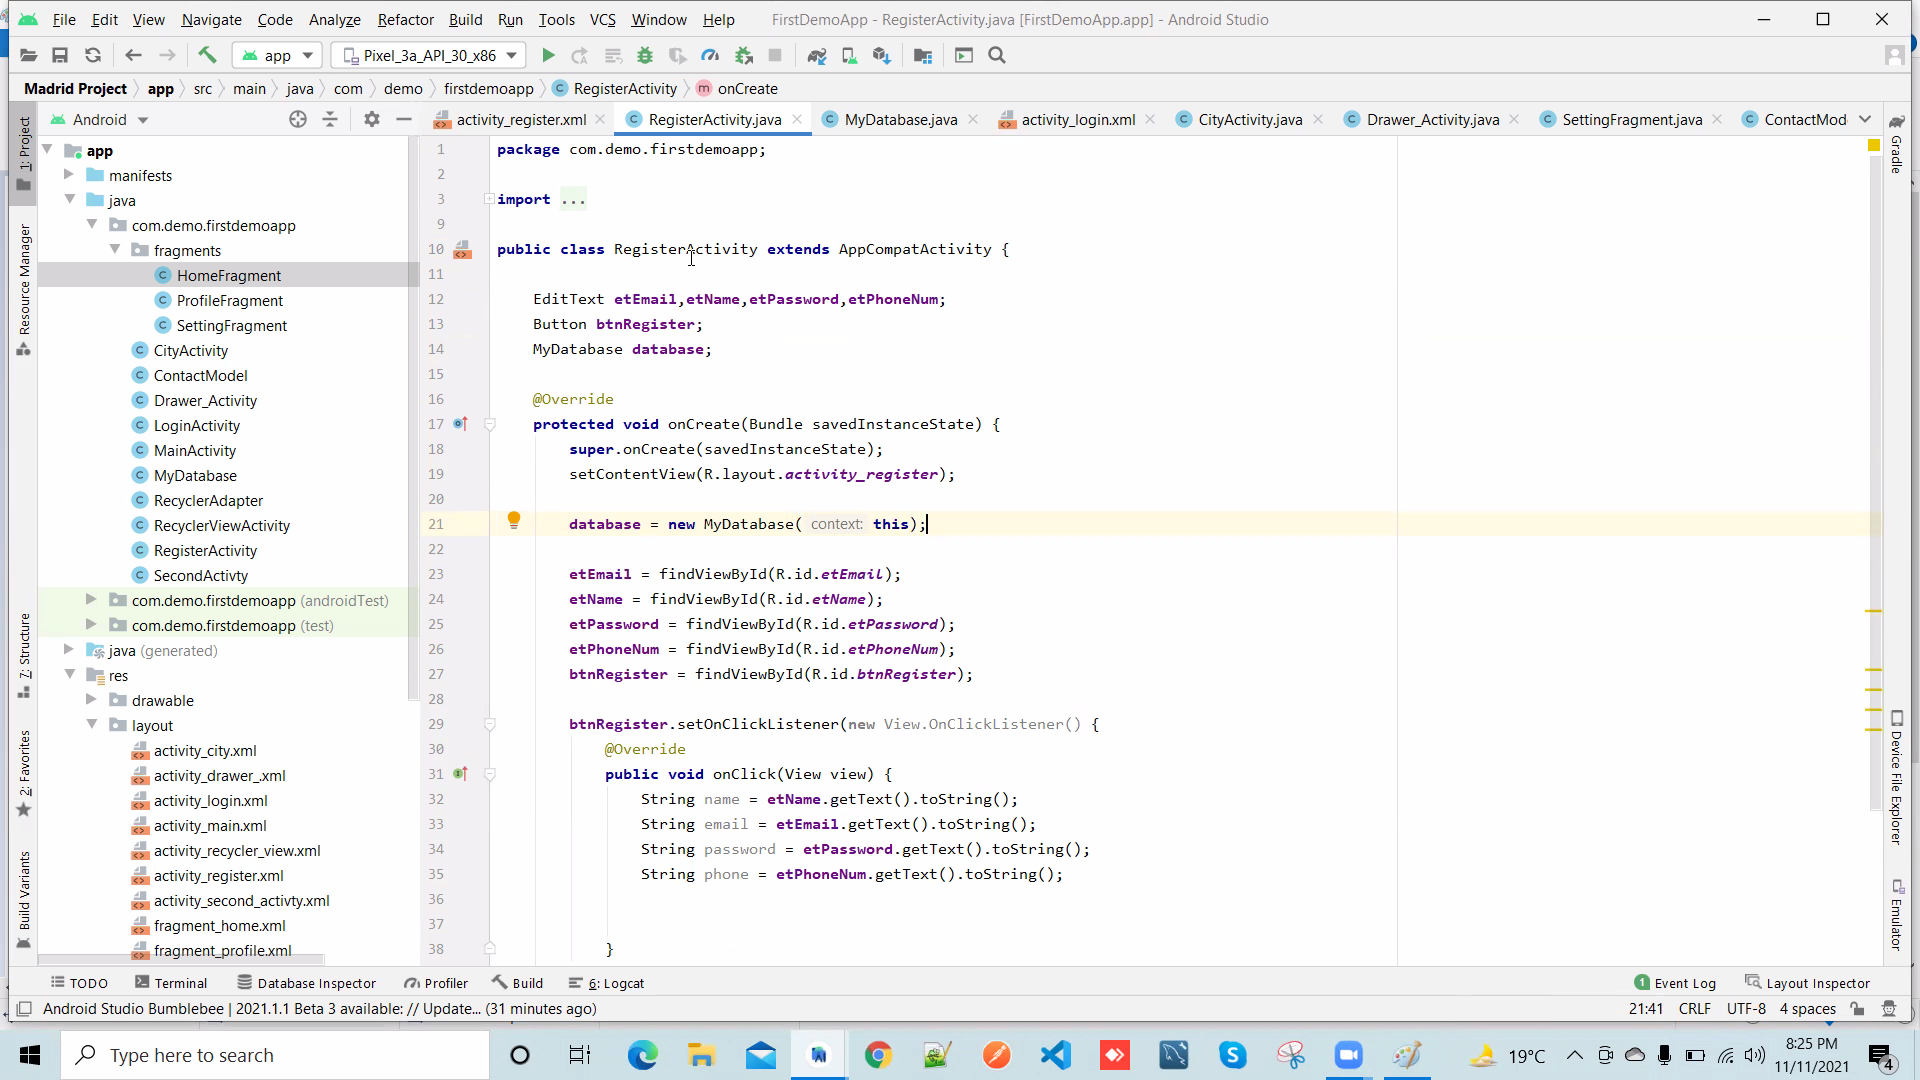 File Edit View Navigate Code Analyze Refactor Build Run Tools VCS Window Help FirstDemoApp - RegisterActivity.java [FirstDemoApp.app] - Android Studio
app Pixel_3a_API_30_x86
Madrid Project app src main java com demo firstdemoapp RegisterActivity onCreate
Android
activity_register.xml RegisterActivity.java MyDatabase.java activity_login.xml CityActivity.java Drawer_Activity.java SettingFragment.java ContactMod
1: Project
Resource Manager
7: Structure
2: Favorites
Build Variants
app
manifests
java
com.demo.firstdemoapp
fragments
HomeFragment
ProfileFragment
SettingFragment
CityActivity
ContactModel
Drawer_Activity
LoginActivity
MainActivity
MyDatabase
RecyclerAdapter
RecyclerViewActivity
RegisterActivity
SecondActivty
com.demo.firstdemoapp (androidTest)
com.demo.firstdemoapp (test)
java (generated)
res
drawable
layout
activity_city.xml
activity_drawer_.xml
activity_login.xml
activity_main.xml
activity_recycler_view.xml
activity_register.xml
activity_second_activty.xml
fragment_home.xml
fragment_profile.xml
1 package com.demo.firstdemoapp;
2
3 import ...
9
10 public class RegisterActivity extends AppCompatActivity {
11
12 EditText etEmail,etName,etPassword,etPhoneNum;
13 Button btnRegister;
14 MyDatabase database;
15
16 @Override
17 protected void onCreate(Bundle savedInstanceState) {
18 super.onCreate(savedInstanceState);
19 setContentView(R.layout.activity_register);
20
21 database = new MyDatabase( context: this);
22
23 etEmail = findViewById(R.id.etEmail);
24 etName = findViewById(R.id.etName);
25 etPassword = findViewById(R.id.etPassword);
26 etPhoneNum = findViewById(R.id.etPhoneNum);
27 btnRegister = findViewById(R.id.btnRegister);
28
29 btnRegister.setOnClickListener(new View.OnClickListener() {
30 @Override
31 public void onClick(View view) {
32 String name = etName.getText().toString();
33 String email = etEmail.getText().toString();
34 String password = etPassword.getText().toString();
35 String phone = etPhoneNum.getText().toString();
36
37
38 }
Gradle
Device File Explorer
Emulator
TODO Terminal Database Inspector Profiler Build 6: Logcat 1 Event Log Layout Inspector
Android Studio Bumblebee | 2021.1.1 Beta 3 available: // Update... (31 minutes ago) 21:41 CRLF UTF-8 4 spaces
Type here to search 19°C 8:25 PM
11/11/2021 4